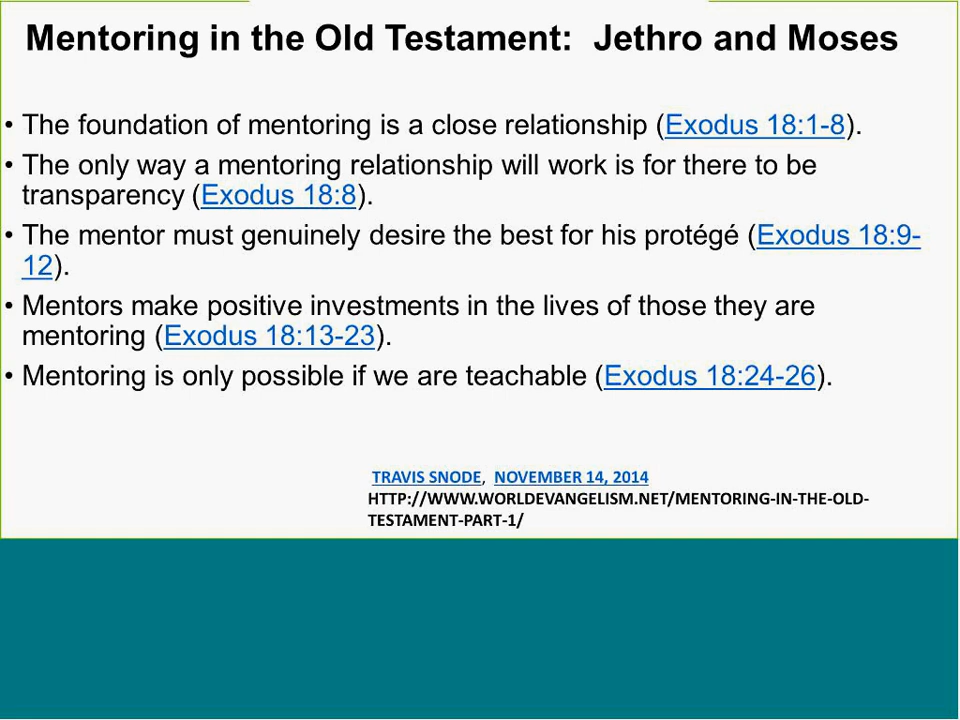 Mentoring in the Old Testament:  Jethro and Moses
• The foundation of mentoring is a close relationship (Exodus 18:1-8).
• The only way a mentoring relationship will work is for there to be
transparency (Exodus 18:8).
• The mentor must genuinely desire the best for his protégé (Exodus 18:9-
12).
• Mentors make positive investments in the lives of those they are
mentoring (Exodus 18:13-23).
• Mentoring is only possible if we are teachable (Exodus 18:24-26).
TRAVIS SNODE,  NOVEMBER 14, 2014
HTTP://WWW.WORLDEVANGELISM.NET/MENTORING-IN-THE-OLD-
TESTAMENT-PART-1/